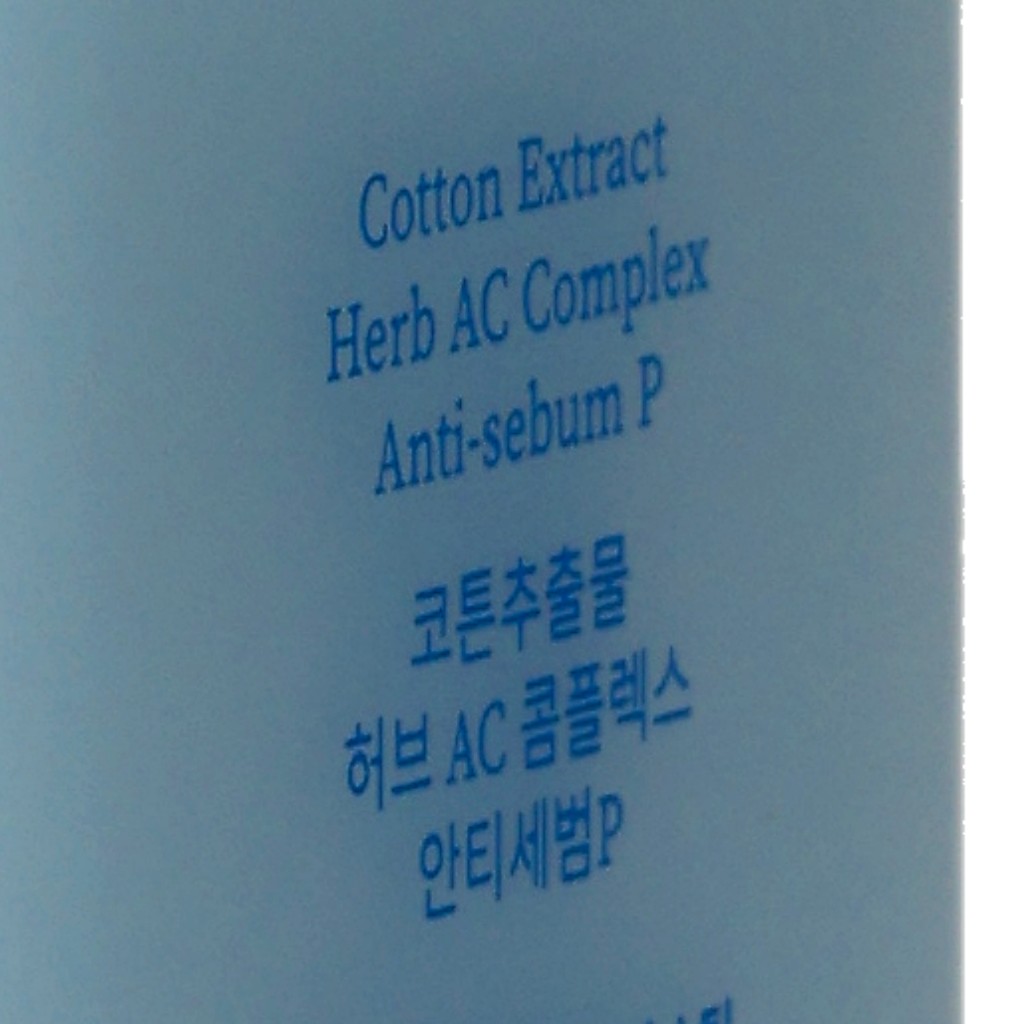 Cotton Extract
Herb AC Complex
Anti-sebum P
코튼추출물
허브 AC 콤플렉스
안티세범P